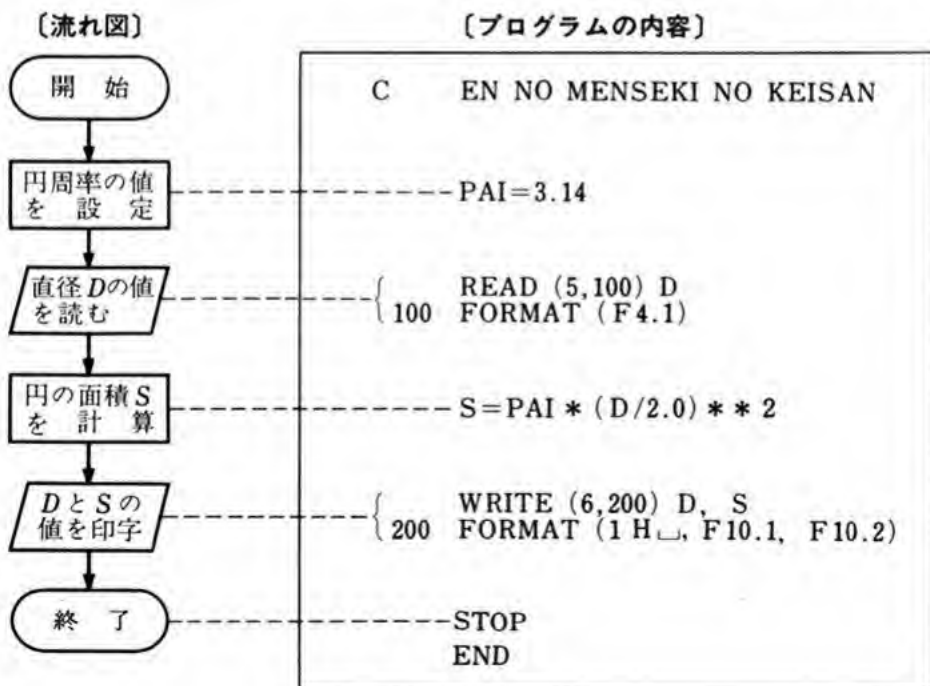 〔流れ図〕
開 始
円周率の値
を 設 定
直径Dの値
を読む
円の面積S
を 計 算
DとSの
値を印字
終 了
〔プログラムの内容〕
C EN NO MENSEKI NO KEISAN
PAI=3.14
READ (5,100) D
100 FORMAT (F4.1)
S=PAI * (D/2.0) * * 2
WRITE (6,200) D, S
200 FORMAT (1H␣, F10.1, F10.2)
STOP
END